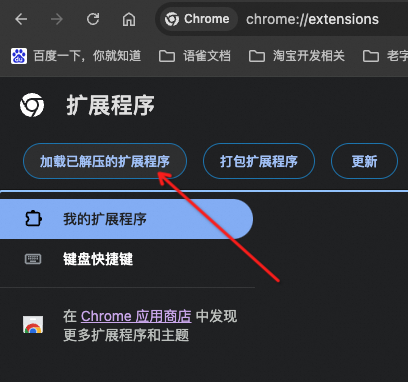 Chrome chrome://extensions
百度一下，你就知道 语雀文档 淘宝开发相关
扩展程序
加载已解压的扩展程序 打包扩展程序 更新
我的扩展程序
键盘快捷键
在 Chrome 应用商店 中发现
更多扩展程序和主题